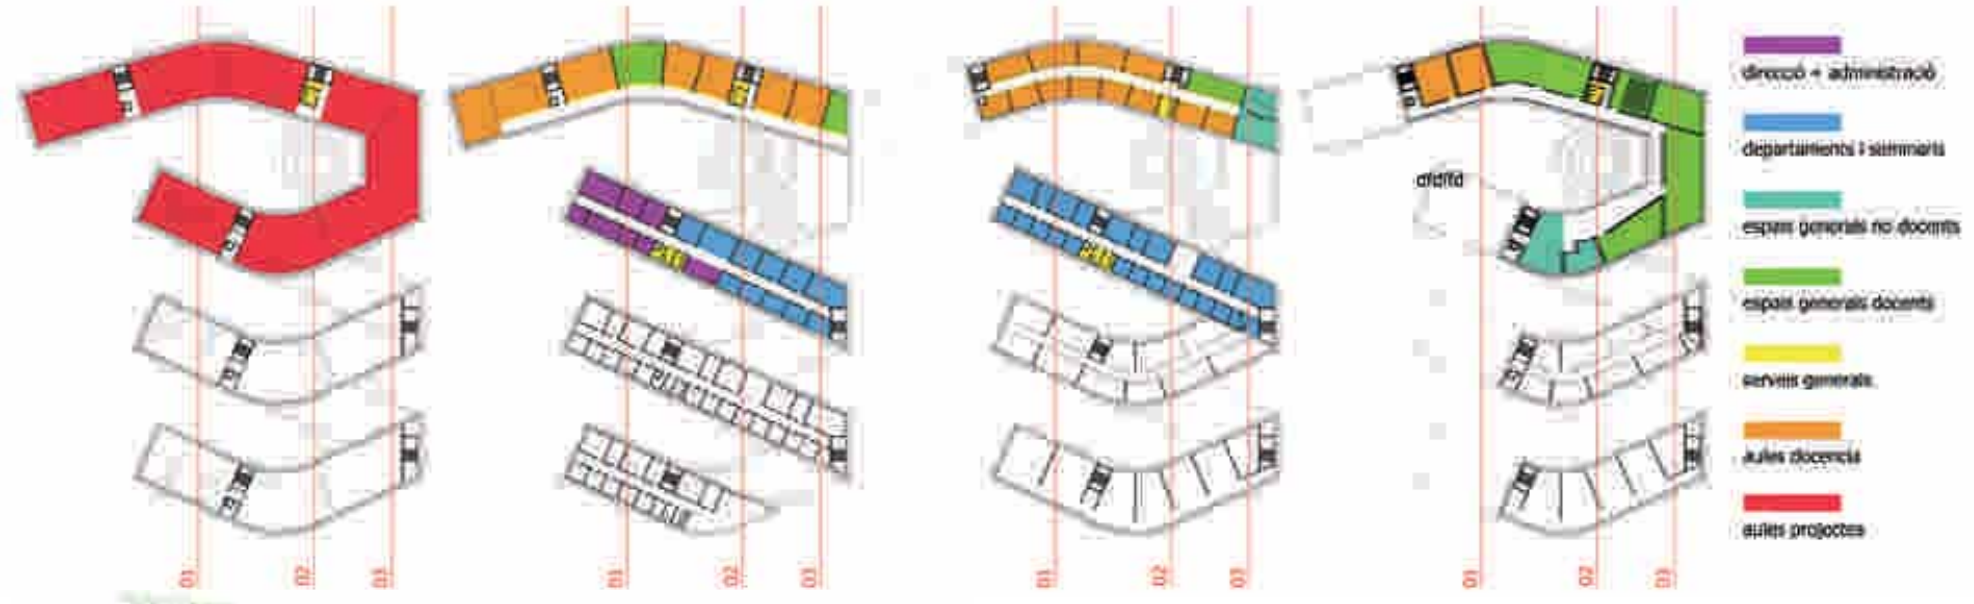 direcció + administració
departaments i seminaris
espais generals no docents
dfdfd
espais generals docents
serveis generals
aules docencia
aules projectes
01 02 03 01 02 03 01 02 03 01 02 03